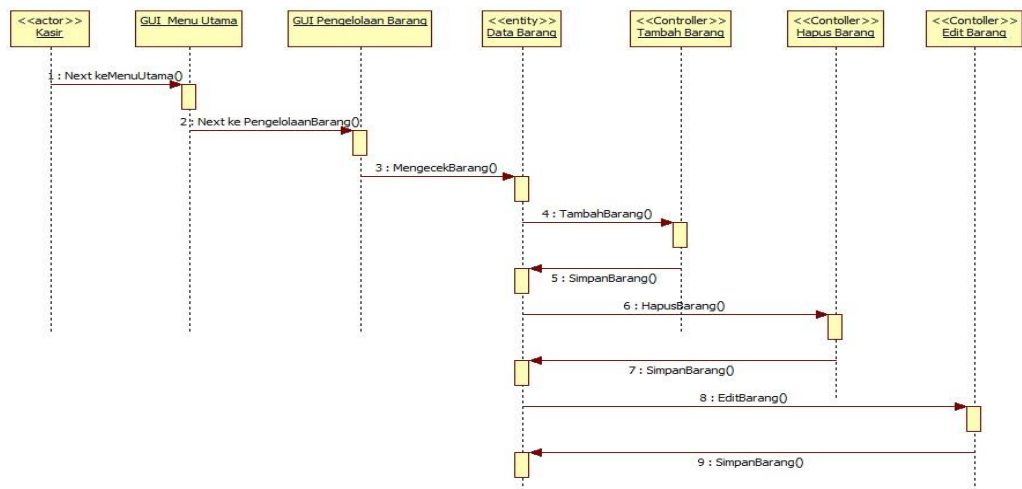 <<actor>>
Kasir
GUI Menu Utama
GUI Pengelolaan Barang
<<entity>>
Data Barang
<<Controller>>
Tambah Barang
<<Contoller>>
Hapus Barang
<<Contoller>>
Edit Barang
1 : Next keMenuUtama()
2 : Next ke PengelolaanBarang()
3 : MengecekBarang()
4 : TambahBarang()
5 : SimpanBarang()
6 : HapusBarang()
7 : SimpanBarang()
8 : EditBarang()
9 : SimpanBarang()